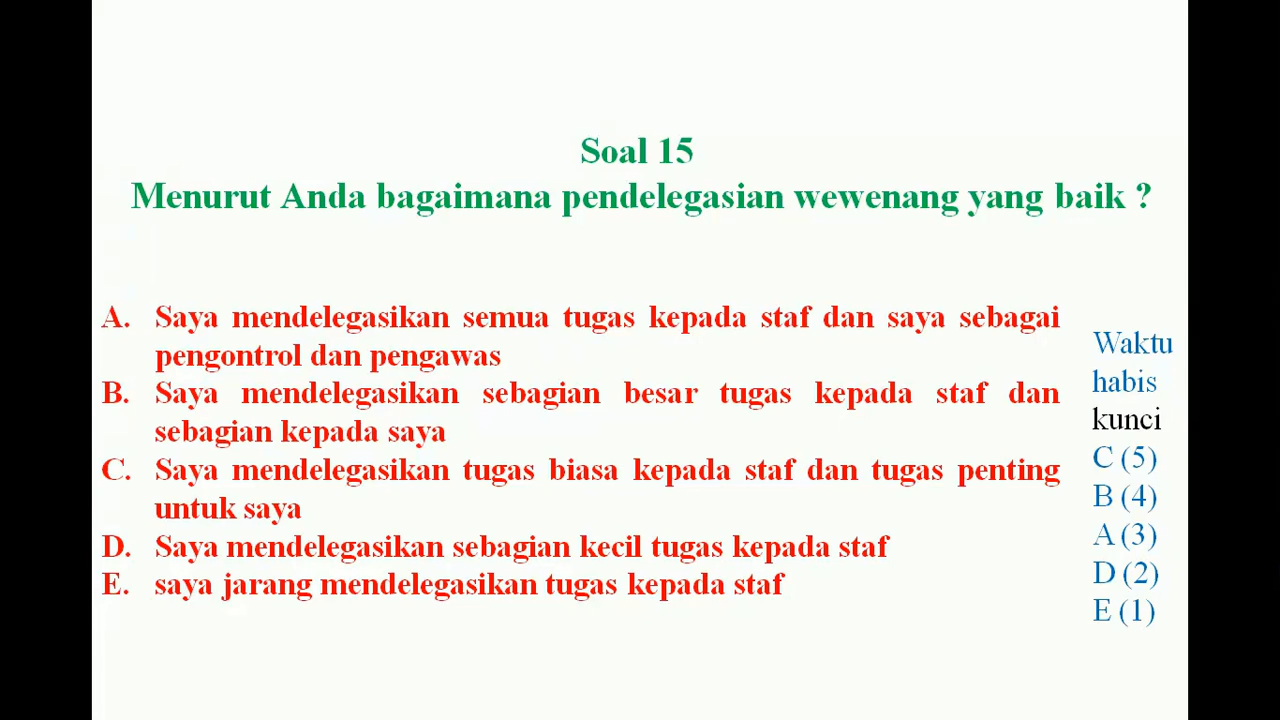 Soal 15
Menurut Anda bagaimana pendelegasian wewenang yang baik ?
A. Saya mendelegasikan semua tugas kepada staf dan saya sebagai
pengontrol dan pengawas
B. Saya mendelegasikan sebagian besar tugas kepada staf dan
sebagian kepada saya
C. Saya mendelegasikan tugas biasa kepada staf dan tugas penting
untuk saya
D. Saya mendelegasikan sebagian kecil tugas kepada staf
E. saya jarang mendelegasikan tugas kepada staf
Waktu
habis
kunci
C (5)
B (4)
A (3)
D (2)
E (1)